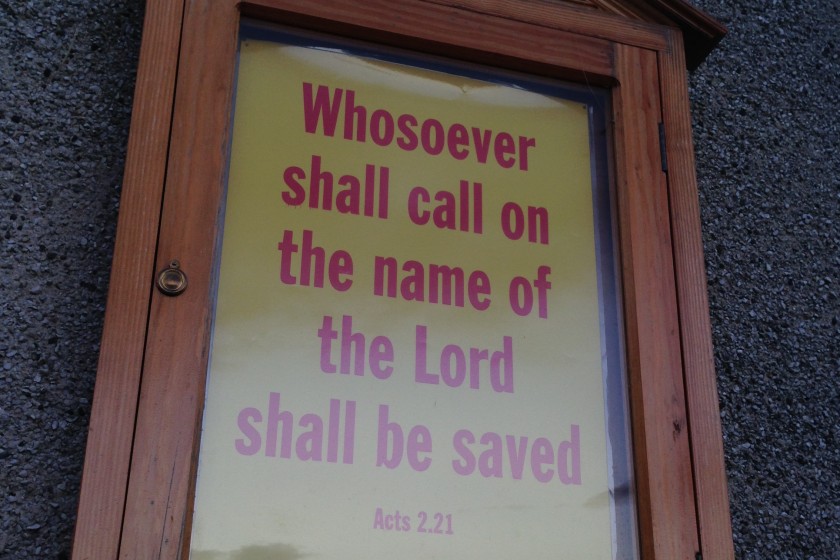 Whosoever
shall call on
the name of
the Lord
shall be saved
Acts 2.21